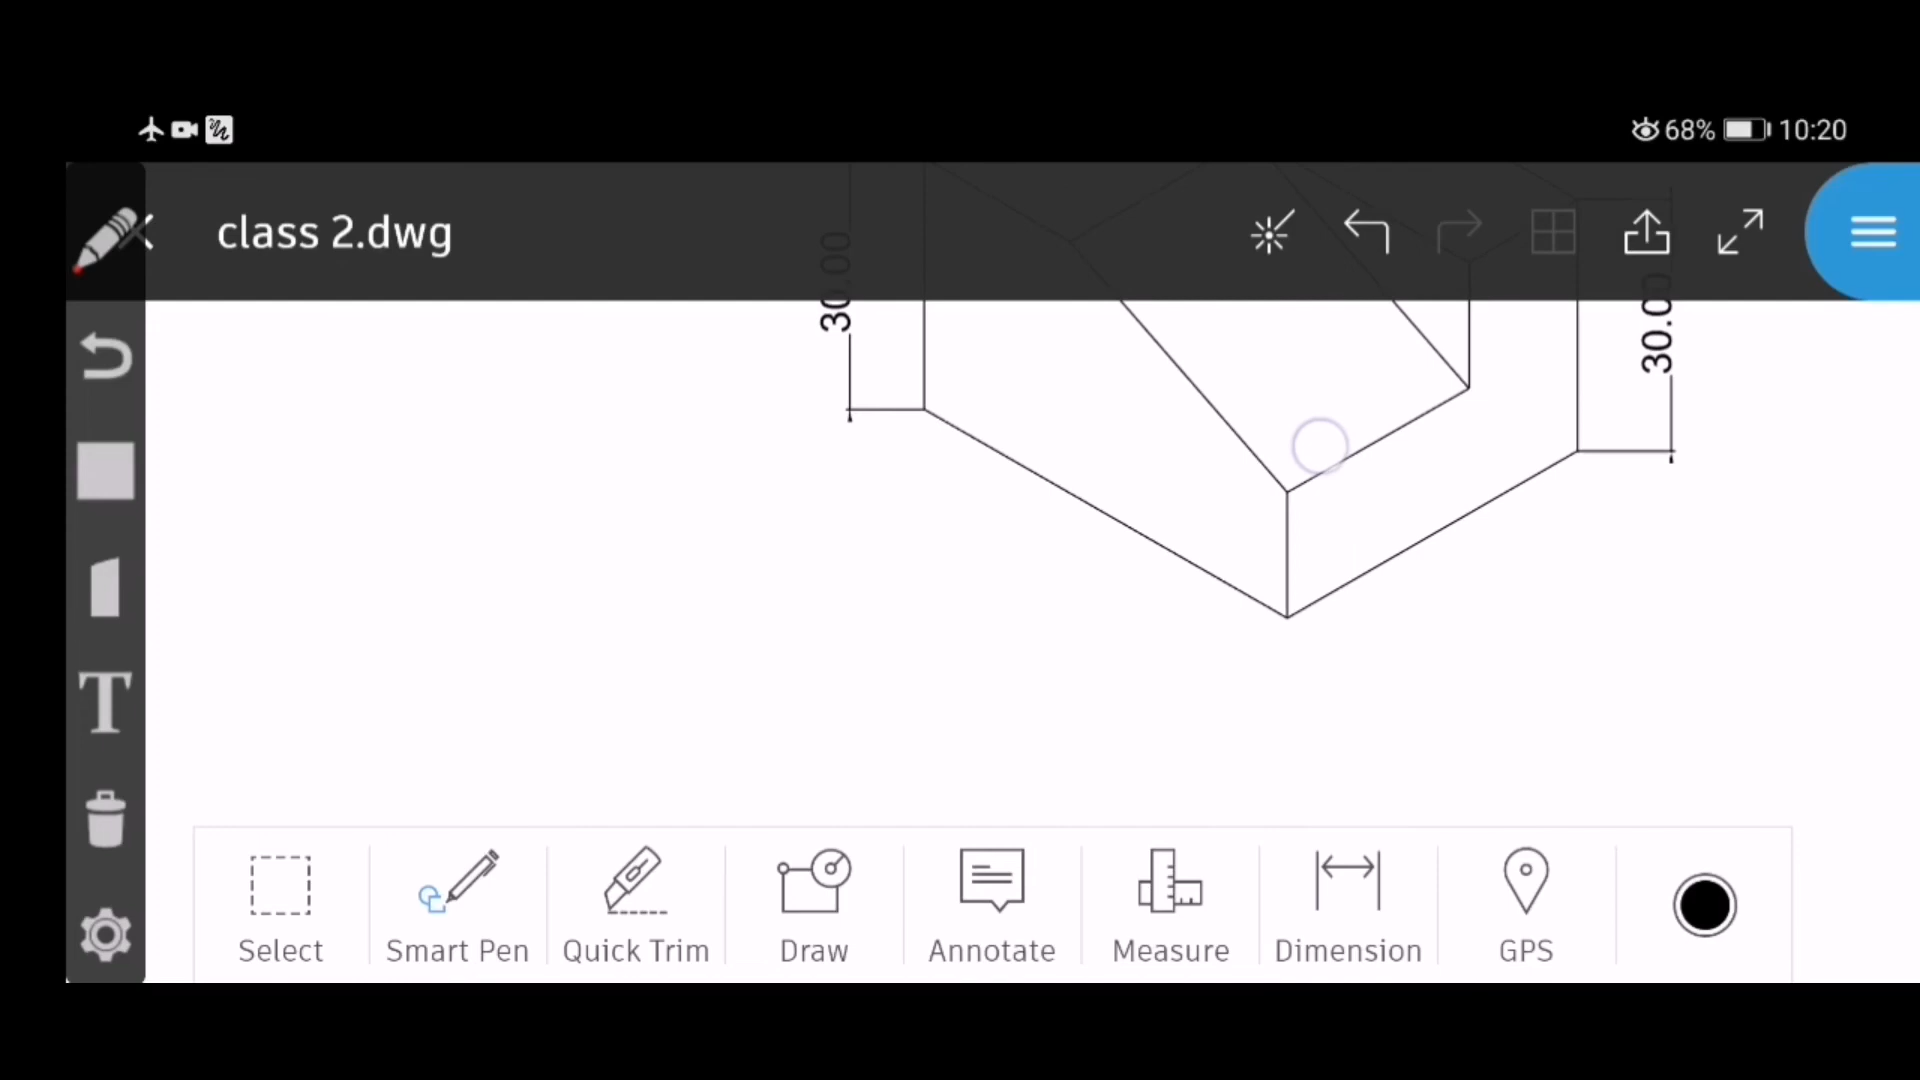 68% 10:20
class 2.dwg
30.00
30.00
T
Select Smart Pen Quick Trim Draw Annotate Measure Dimension GPS